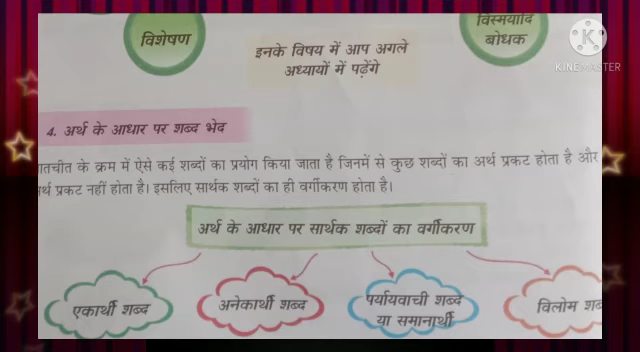 विशेषण
इनके विषय में आप अगले
अध्यायों में पढ़ेंगे
विस्मयादि
बोधक
KINEMASTER
4. अर्थ के आधार पर शब्द भेद
के क्रम में ऐसे कई शब्दों का प्रयोग किया जाता है जिनमें से कुछ शब्दों का अर्थ प्रकट होता है और
प्रकट नहीं होता है। इसलिए सार्थक शब्दों का ही वर्गीकरण होता है।
अर्थ के आधार पर सार्थक शब्दों का वर्गीकरण
एकार्थी शब्द
अनेकार्थी शब्द
पर्यायवाची शब्द
या समानार्थी
विलोम